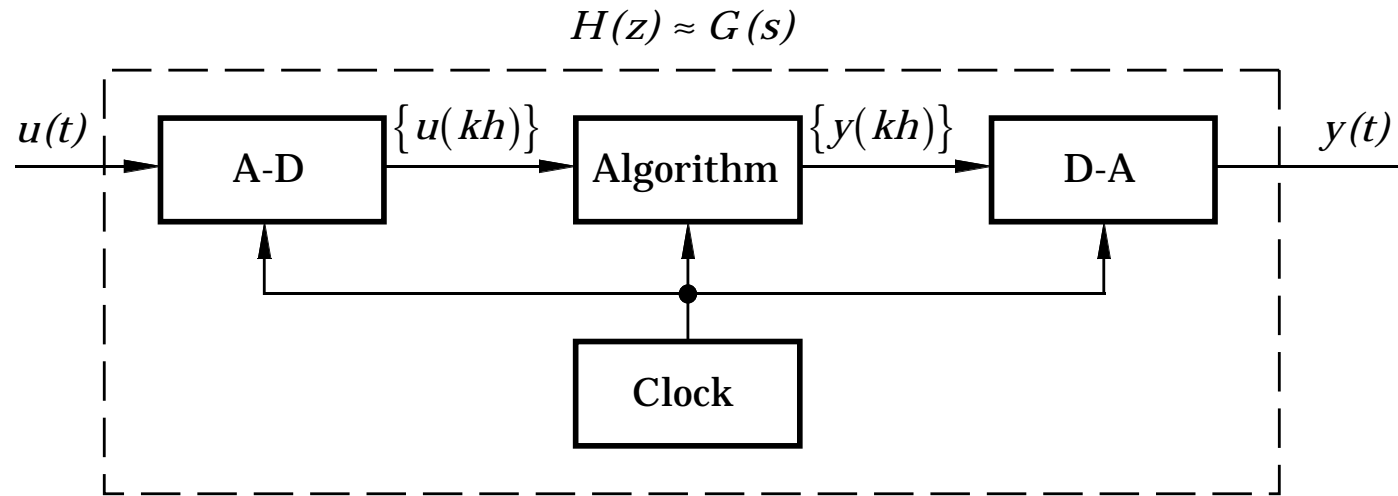 H(z) ≈ G(s)
u(t)
{u(kh)}
{y(kh)}
y(t)
A-D
Algorithm
D-A
Clock